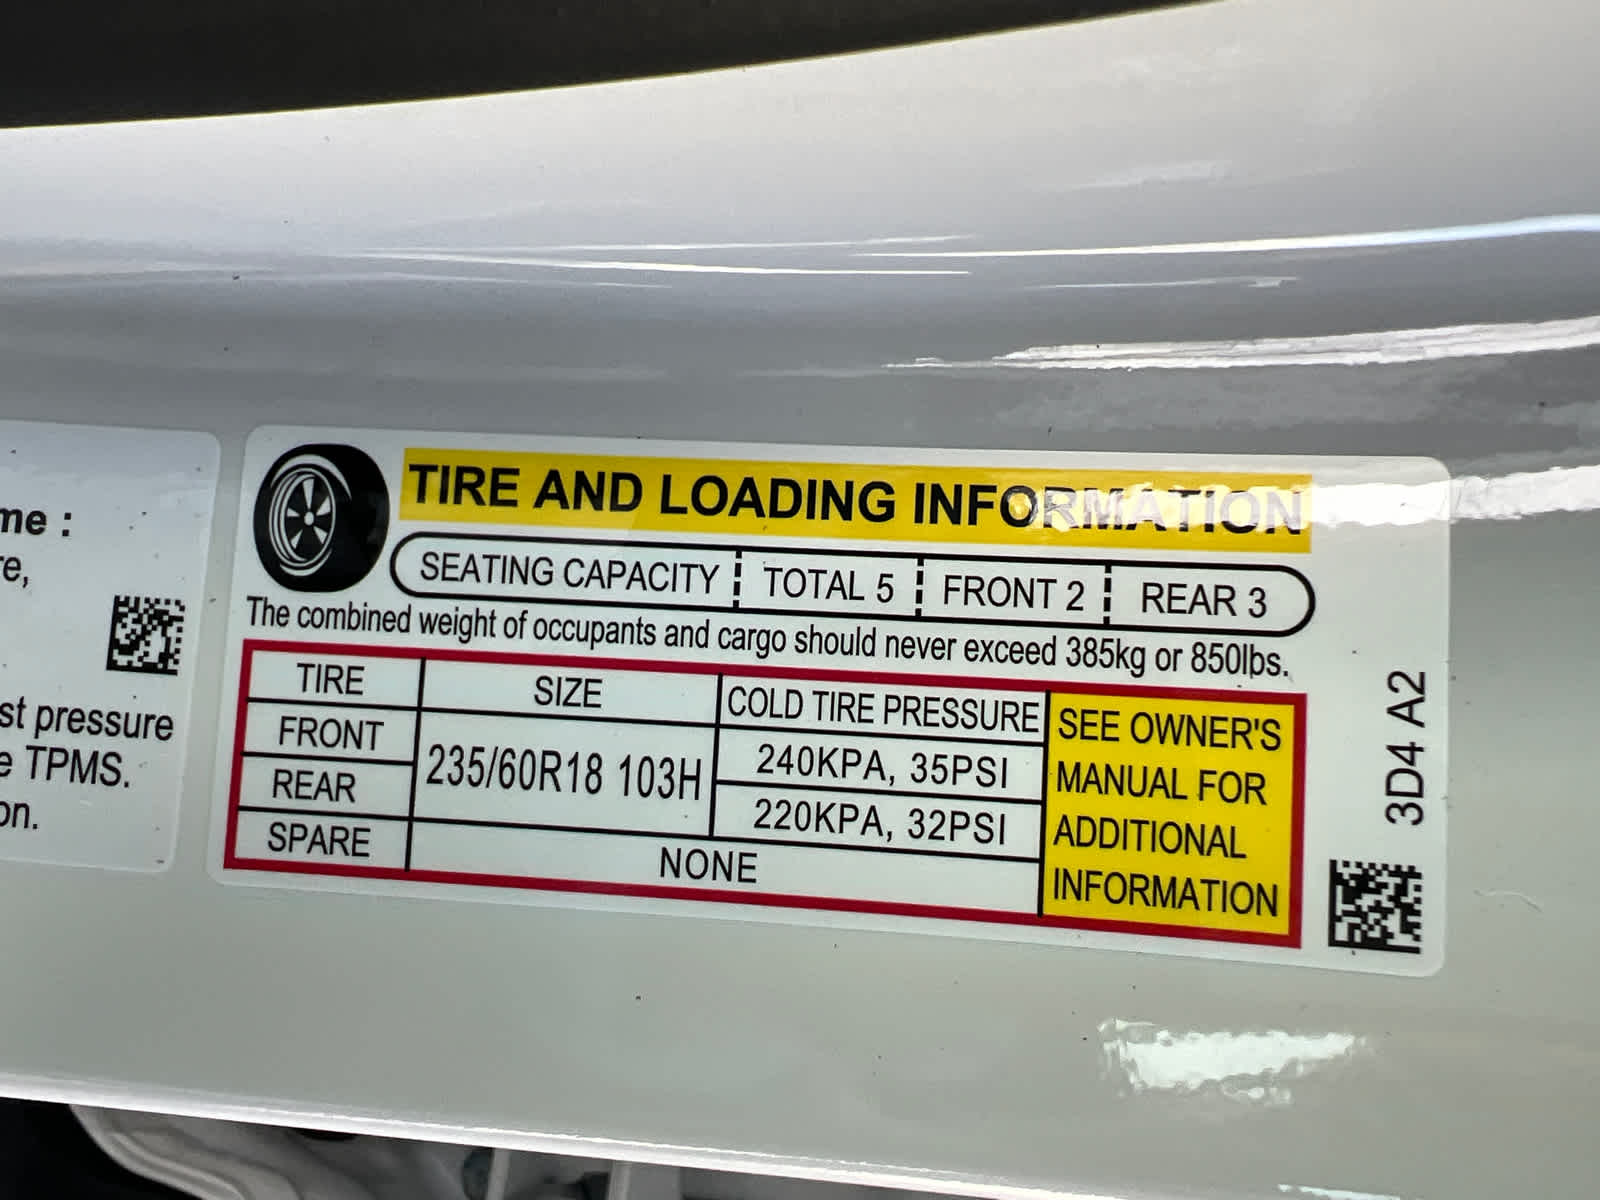 me :
re,
st pressure
e TPMS.
on.
TIRE AND LOADING INFORMATION
SEATING CAPACITY TOTAL 5 FRONT 2 REAR 3
The combined weight of occupants and cargo should never exceed 385kg or 850lbs.
TIRE SIZE COLD TIRE PRESSURE
FRONT 235/60R18 103H 240KPA, 35PSI
REAR 220KPA, 32PSI
SPARE NONE
SEE OWNER'S
MANUAL FOR
ADDITIONAL
INFORMATION
3D4 A2